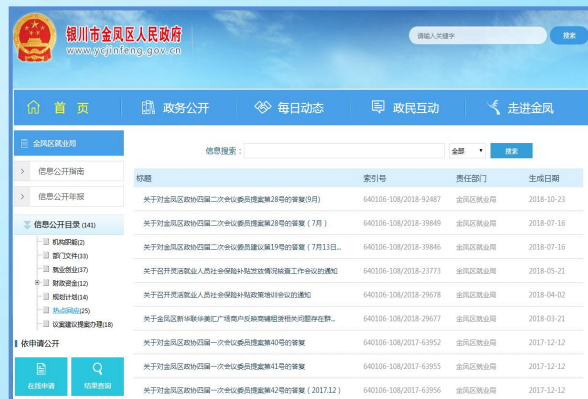 银川市金凤区人民政府
www.ycjinfeng.gov.cn
请输入关键字
搜索
首 页
政务公开
每日动态
政民互动
走进金凤
金凤区就业局
信息公开指南
信息公开年报
信息公开目录 (141)
机构职能(2)
部门文件(33)
就业创业(37)
财政资金(12)
规划计划(14)
热点回应(25)
议案建议提案办理(18)
依申请公开
在线申请
结果查询
信息搜索：
全部
搜索
标题 索引号 责任部门 生成日期
关于对金凤区政协四届二次会议委员提案第28号的答复(9月) 640106-108/2018-92487 金凤区就业局 2018-10-23
关于对金凤区政协四届二次会议委员提案第28号的答复（7月） 640106-108/2018-39849 金凤区就业局 2018-07-16
关于对金凤区政协四届二次会议委员建议第19号的答复（7月13日... 640106-108/2018-39846 金凤区就业局 2018-07-16
关于召开灵活就业人员社会保险补贴发放情况核查工作会议的通知 640106-108/2018-23773 金凤区就业局 2018-05-21
关于召开灵活就业人员社会保险补贴政策培训会议的通知 640106-108/2018-29678 金凤区就业局 2018-04-02
关于金凤区新华联华美汇广场商户反映商铺租赁相关问题存在群... 640106-108/2018-29677 金凤区就业局 2018-03-21
关于对金凤区政协四届一次会议委员提案第40号的答复 640106-108/2017-63952 金凤区就业局 2017-12-12
关于对金凤区政协四届一次会议委员提案第41号的答复 640106-108/2017-63955 金凤区就业局 2017-12-12
关于对金凤区政协四届一次会议委员提案第42号的答复（2017.12） 640106-108/2017-63956 金凤区就业局 2017-12-12